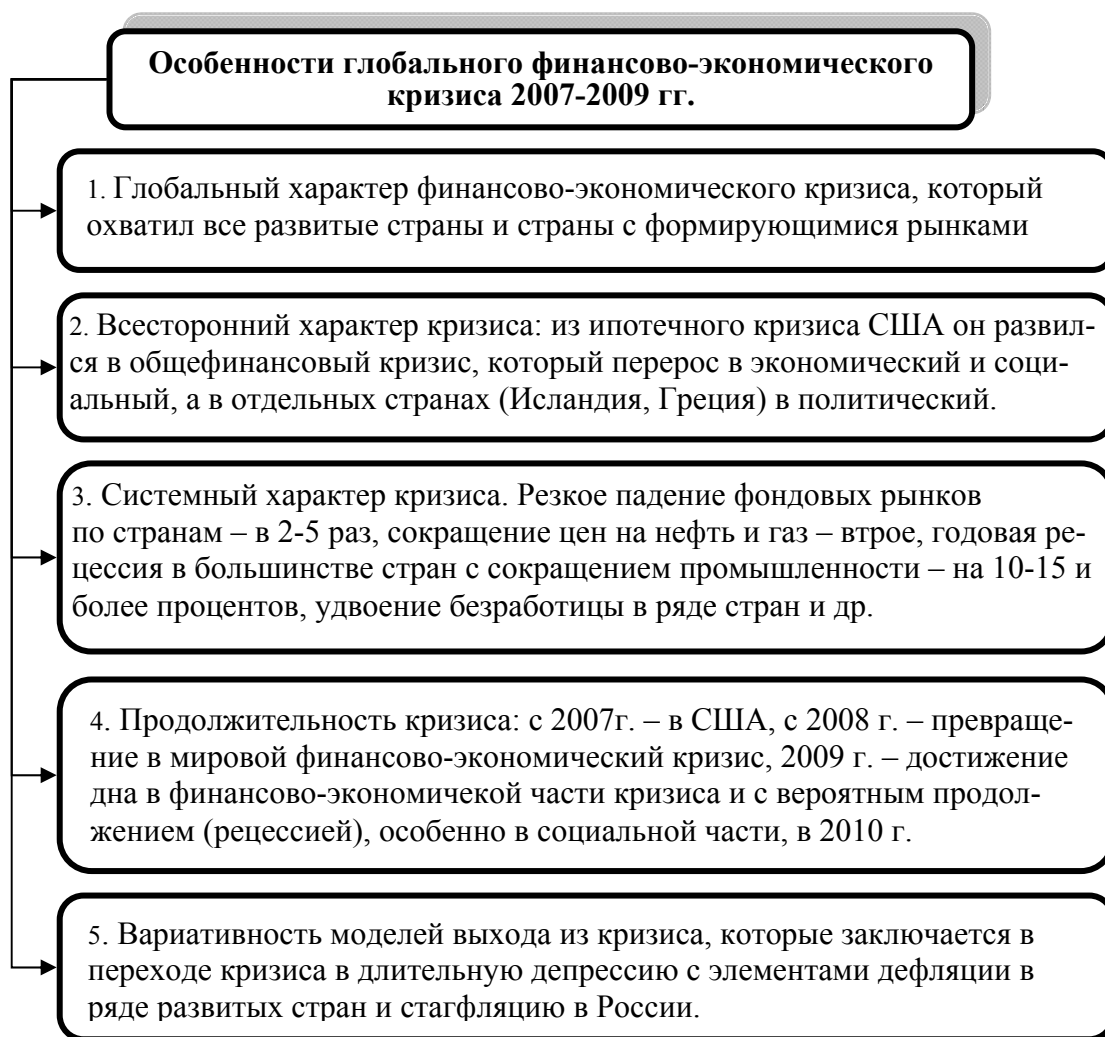 Особенности глобального финансово-экономического
кризиса 2007-2009 гг.
1. Глобальный характер финансово-экономического кризиса, который
охватил все развитые страны и страны с формирующимися рынками
2. Всесторонний характер кризиса: из ипотечного кризиса США он развил-
ся в общефинансовый кризис, который перерос в экономический и соци-
альный, а в отдельных странах (Исландия, Греция) в политический.
3. Системный характер кризиса. Резкое падение фондовых рынков
по странам – в 2-5 раз, сокращение цен на нефть и газ – втрое, годовая ре-
цессия в большинстве стран с сокращением промышленности – на 10-15 и
более процентов, удвоение безработицы в ряде стран и др.
4. Продолжительность кризиса: с 2007г. – в США, с 2008 г. – превраще-
ние в мировой финансово-экономический кризис, 2009 г. – достижение
дна в финансово-экономичекой части кризиса и с вероятным продол-
жением (рецессией), особенно в социальной части, в 2010 г.
5. Вариативность моделей выхода из кризиса, которые заключается в
переходе кризиса в длительную депрессию с элементами дефляции в
ряде развитых стран и стагфляцию в России.